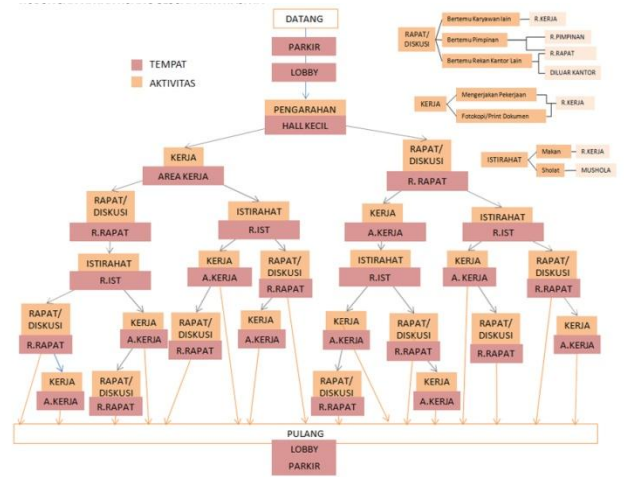 DATANG
PARKIR
LOBBY
TEMPAT
AKTIVITAS
PENGARAHAN
HALL KECIL
RAPAT/
DISKUSI
Bertemu Karyawan lain
R.KERJA
Bertemu Pimpinan
R.PIMPINAN
Bertemu Rekan Kantor Lain
R.RAPAT
DILUAR KANTOR
KERJA
Mengerjakan Pekerjaan
Fotokopi/Print Dokumen
R.KERJA
ISTIRAHAT
Makan
R.KERJA
Sholat
MUSHOLA
KERJA
AREA KERJA
RAPAT/
DISKUSI
R. RAPAT
RAPAT/
DISKUSI
R.RAPAT
ISTIRAHAT
R.IST
KERJA
A.KERJA
ISTIRAHAT
R.IST
ISTIRAHAT
R.IST
KERJA
A.KERJA
RAPAT/
DISKUSI
R.RAPAT
ISTIRAHAT
R.IST
KERJA
A. KERJA
RAPAT/
DISKUSI
R.RAPAT
RAPAT/
DISKUSI
R.RAPAT
KERJA
A.KERJA
RAPAT/
DISKUSI
R.RAPAT
KERJA
A.KERJA
KERJA
A.KERJA
RAPAT/
DISKUSI
R.RAPAT
RAPAT/
DISKUSI
R.RAPAT
KERJA
A.KERJA
KERJA
A.KERJA
RAPAT/
DISKUSI
R.RAPAT
RAPAT/
DISKUSI
R.RAPAT
KERJA
A.KERJA
PULANG
LOBBY
PARKIR